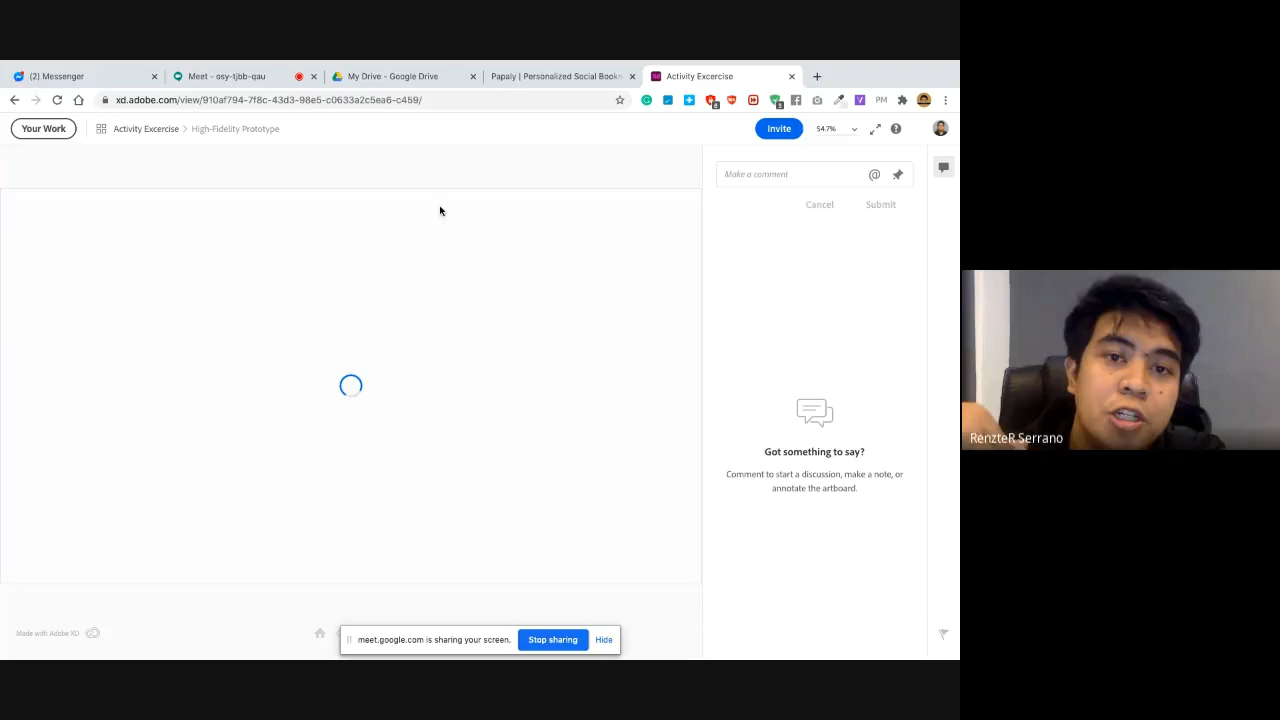 (2) Messenger
Meet - osy-tjbb-qau
My Drive - Google Drive
Papaly | Personalized Social Bookm
Activity Excercise
xd.adobe.com/view/910af794-7f8c-43d3-98e5-c0633a2c5ea6-c459/
6
3
PM
Your Work
Activity Excercise > High-Fidelity Prototype
Invite
54.7%
Make a comment
@
Cancel
Submit
Got something to say?
Comment to start a discussion, make a note, or
annotate the artboard.
RenzteR Serrano
Made with Adobe XD
meet.google.com is sharing your screen.
Stop sharing
Hide